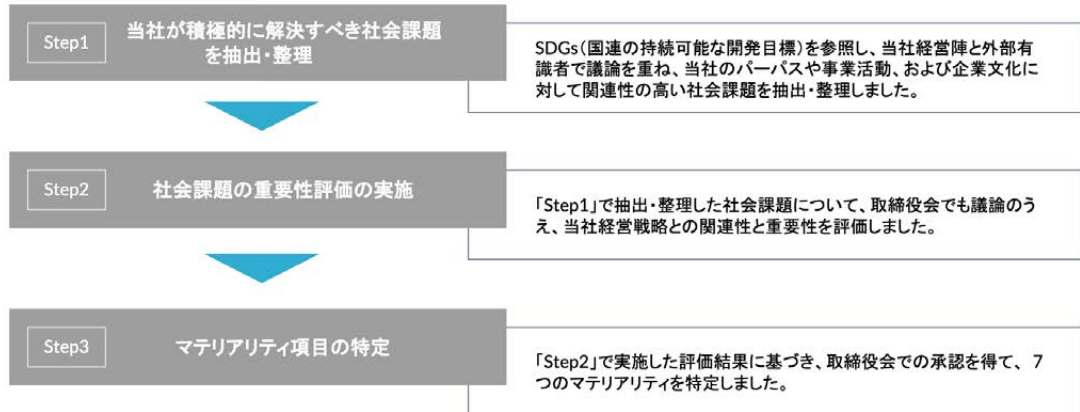 Step1
当社が積極的に解決すべき社会課題
を抽出・整理
SDGs(国連の持続可能な開発目標)を参照し、当社経営陣と外部有
識者で議論を重ね、当社のパーパスや事業活動、および企業文化に
対して関連性の高い社会課題を抽出・整理しました。
Step2
社会課題の重要性評価の実施
「Step1」で抽出・整理した社会課題について、取締役会でも議論のう
え、当社経営戦略との関連性と重要性を評価しました。
Step3
マテリアリティ項目の特定
「Step2」で実施した評価結果に基づき、取締役会での承認を得て、7
つのマテリアリティを特定しました。